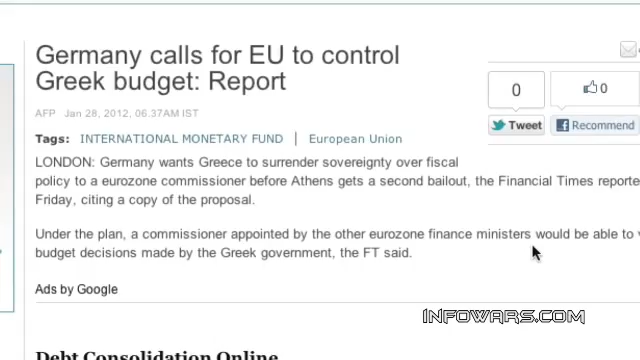 Germany calls for EU to control
Greek budget: Report
0
0
Tweet
Recommend
AFP Jan 28, 2012, 06.37AM IST
Tags: INTERNATIONAL MONETARY FUND | European Union
LONDON: Germany wants Greece to surrender sovereignty over fiscal
policy to a eurozone commissioner before Athens gets a second bailout, the Financial Times reporte
Friday, citing a copy of the proposal.
Under the plan, a commissioner appointed by the other eurozone finance ministers would be able to
budget decisions made by the Greek government, the FT said.
Ads by Google
INFOWARS.COM
Debt Consolidation Online